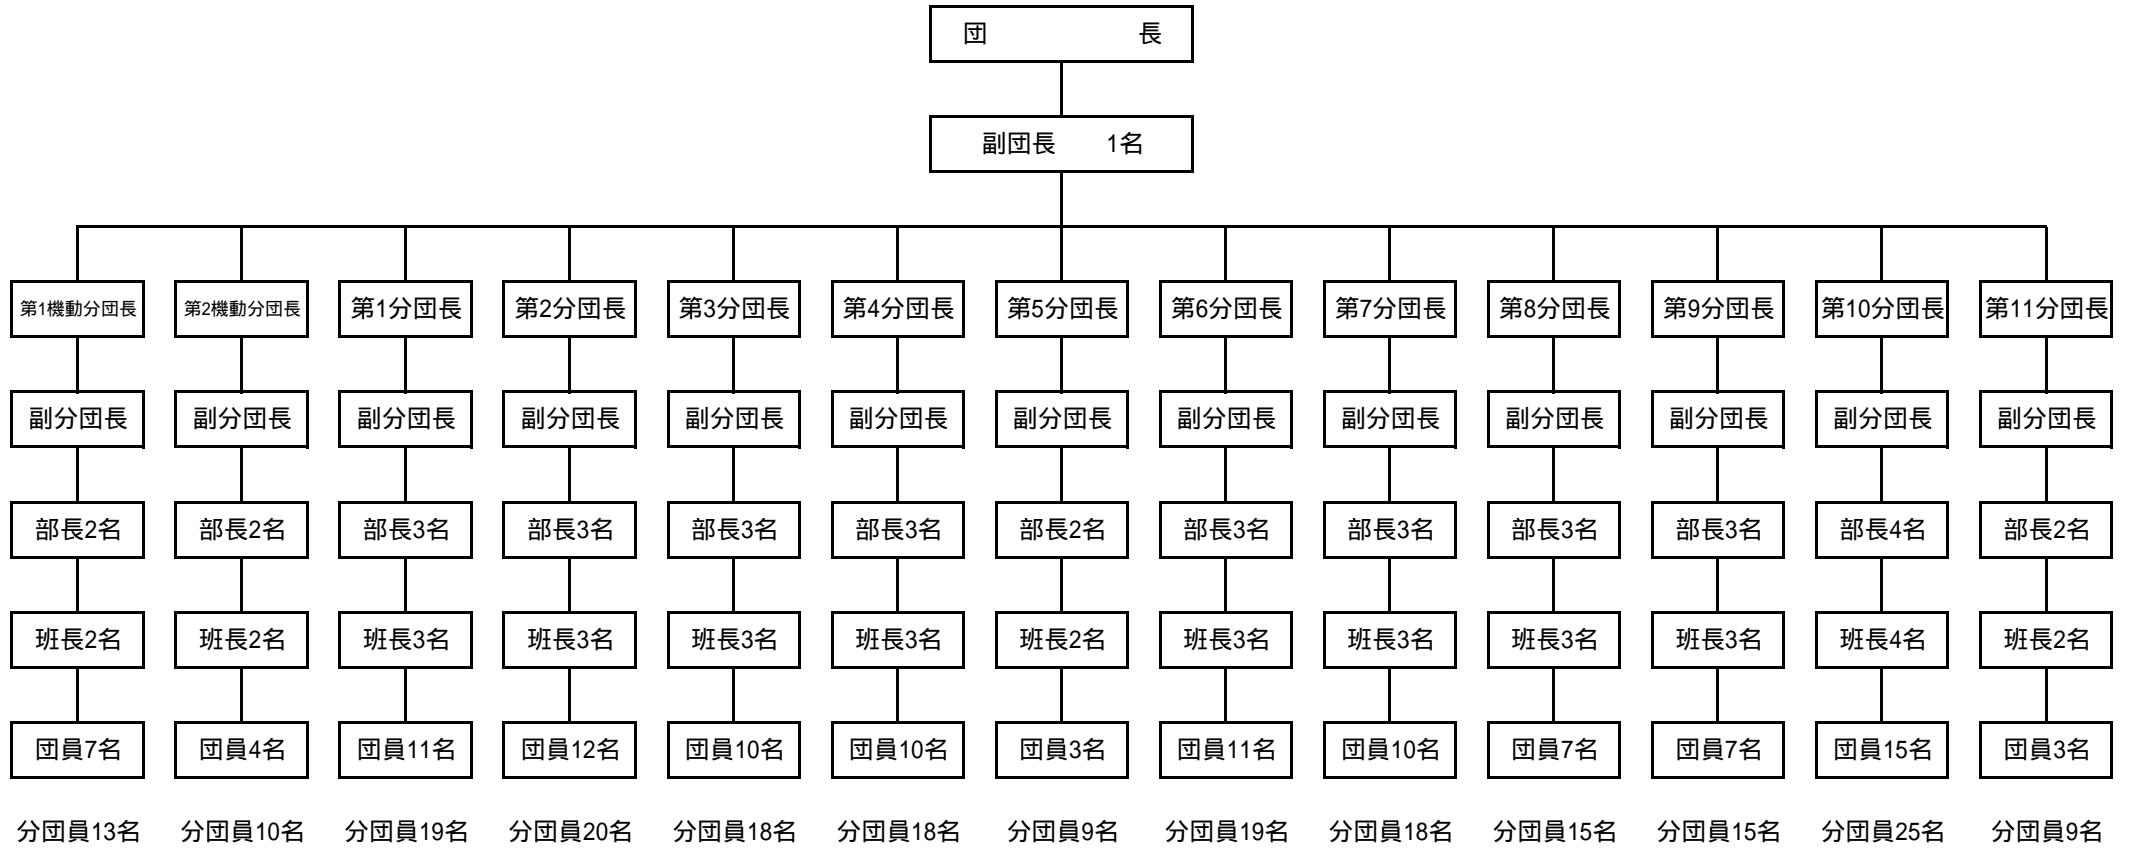 団　　　　　長
副団長　1名
第1機動分団長 第2機動分団長 第1分団長 第2分団長 第3分団長 第4分団長 第5分団長 第6分団長 第7分団長 第8分団長 第9分団長 第10分団長 第11分団長
副分団長 副分団長 副分団長 副分団長 副分団長 副分団長 副分団長 副分団長 副分団長 副分団長 副分団長 副分団長 副分団長
部長2名 部長2名 部長3名 部長3名 部長3名 部長3名 部長2名 部長3名 部長3名 部長3名 部長3名 部長4名 部長2名
班長2名 班長2名 班長3名 班長3名 班長3名 班長3名 班長2名 班長3名 班長3名 班長3名 班長3名 班長4名 班長2名
団員7名 団員4名 団員11名 団員12名 団員10名 団員10名 団員3名 団員11名 団員10名 団員7名 団員7名 団員15名 団員3名
分団員13名 分団員10名 分団員19名 分団員20名 分団員18名 分団員18名 分団員9名 分団員19名 分団員18名 分団員15名 分団員15名 分団員25名 分団員9名